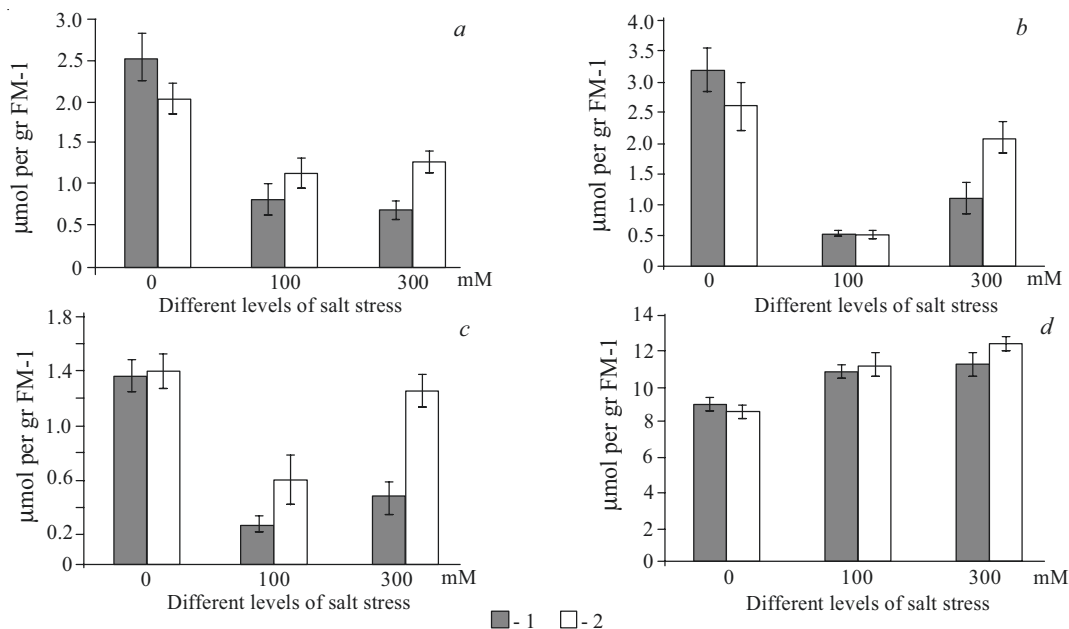 a
3.0
2.5
2.0
1.5
1.0
0.5
0
μmol per gr FM-1
0 100 300 mM
Different levels of salt stress
b
4.0
3.5
3.0
2.5
2.0
1.5
1.0
0.5
0
μmol per gr FM-1
0 100 300 mM
Different levels of salt stress
c
1.8
1.4
1.0
0.6
0.2
0
μmol per gr FM-1
0 100 300 mM
Different levels of salt stress
d
14
12
10
8
6
14
12
0
μmol per gr FM-1
0 100 300 mM
Different levels of salt stress
- 1 - 2